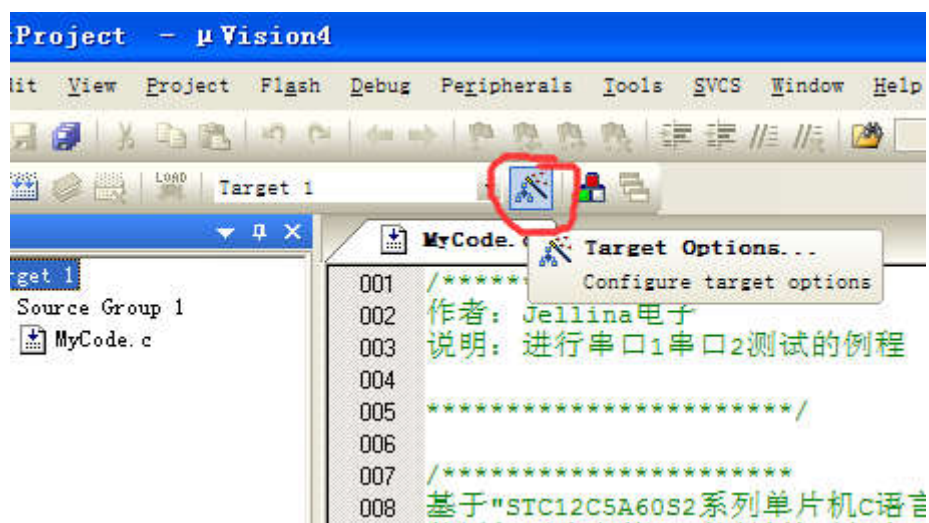 Project - μVision4
View Project Flash Debug Peripherals Tools SVCS Window Help
LOAD Target 1
MyCode.
Target Options...
Configure target options
Target 1
Source Group 1
MyCode.c
001 /******
002 作者：Jellina电子
003 说明：进行串口1串口2测试的例程
004
005 ***********************/
006
007 /**********************
008 基于"STC12C5A60S2系列单片机C语言